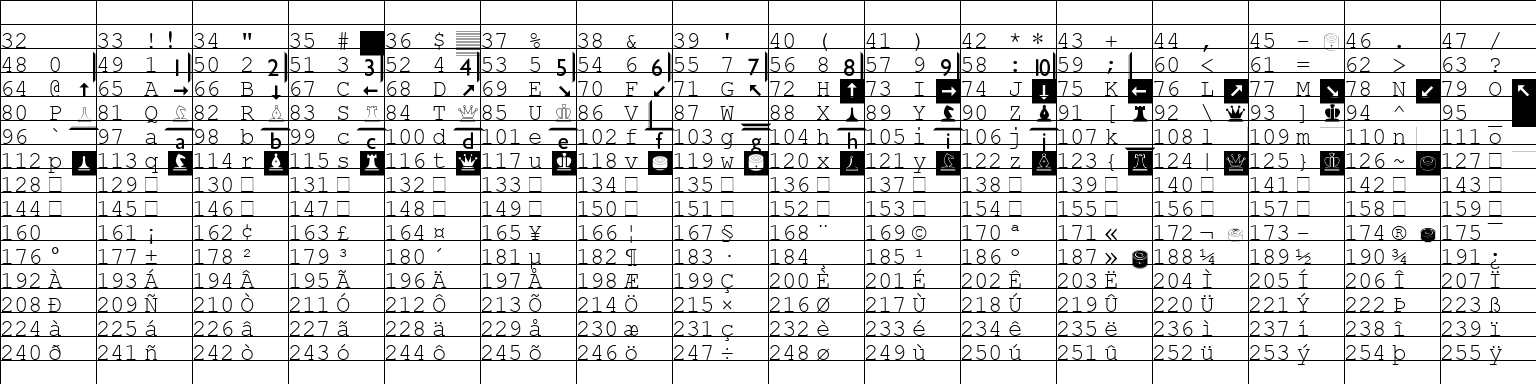 32 33 ! ! 34 " 35 # 36 $ 37 % 38 & 39 ' 40 ( 41 ) 42 * * 43 + 44 , 45 - 46 . 47 /
48 0 49 1 1 50 2 2 51 3 3 52 4 4 53 5 5 54 6 6 55 7 7 56 8 8 57 9 9 58 : 10 59 ; 60 < 61 = 62 > 63 ?
64 @ ↑ 65 A → 66 B ↓ 67 C ← 68 D ↗ 69 E ↘ 70 F ↙ 71 G ↖ 72 H ↑ 73 I → 74 J ↓ 75 K ← 76 L ↗ 77 M ↘ 78 N ↙ 79 O ↖
80 P ♙ 81 Q ♘ 82 R ♗ 83 S ♖ 84 T ♕ 85 U ♔ 86 V 87 W 88 X ♟ 89 Y ♞ 90 Z ♝ 91 [ ♜ 92 \ ♛ 93 ] ♚ 94 ^ 95 _
96 ` 97 a a 98 b b 99 c c 100 d d 101 e e 102 f f 103 g g 104 h h 105 i i 106 j j 107 k 108 l 109 m 110 n 111 o
112 p 113 q 114 r 115 s 116 t 117 u 118 v 119 w 120 x 121 y 122 z 123 { 124 | 125 } 126 ~ 127 □
128 □ 129 □ 130 □ 131 □ 132 □ 133 □ 134 □ 135 □ 136 □ 137 □ 138 □ 139 □ 140 □ 141 □ 142 □ 143 □
144 □ 145 □ 146 □ 147 □ 148 □ 149 □ 150 □ 151 □ 152 □ 153 □ 154 □ 155 □ 156 □ 157 □ 158 □ 159 □
160 161 ¡ 162 ¢ 163 £ 164 ¤ 165 ¥ 166 ¦ 167 § 168 ¨ 169 © 170 ª 171 « 172 ¬ 173 - 174 ® 175 ¯
176 ° 177 ± 178 ² 179 ³ 180 ´ 181 µ 182 ¶ 183 · 184 ¸ 185 ¹ 186 º 187 » 188 ¼ 189 ½ 190 ¾ 191 ¿
192 À 193 Á 194 Â 195 Ã 196 Ä 197 Å 198 Æ 199 Ç 200 È 201 É 202 Ê 203 Ë 204 Ì 205 Í 206 Î 207 Ï
208 Ð 209 Ñ 210 Ò 211 Ó 212 Ô 213 Õ 214 Ö 215 × 216 Ø 217 Ù 218 Ú 219 Û 220 Ü 221 Ý 222 Þ 223 ß
224 à 225 á 226 â 227 ã 228 ä 229 å 230 æ 231 ç 232 è 233 é 234 ê 235 ë 236 ì 237 í 238 î 239 ï
240 ð 241 ñ 242 ò 243 ó 244 ô 245 õ 246 ö 247 ÷ 248 ø 249 ù 250 ú 251 û 252 ü 253 ý 254 þ 255 ÿ